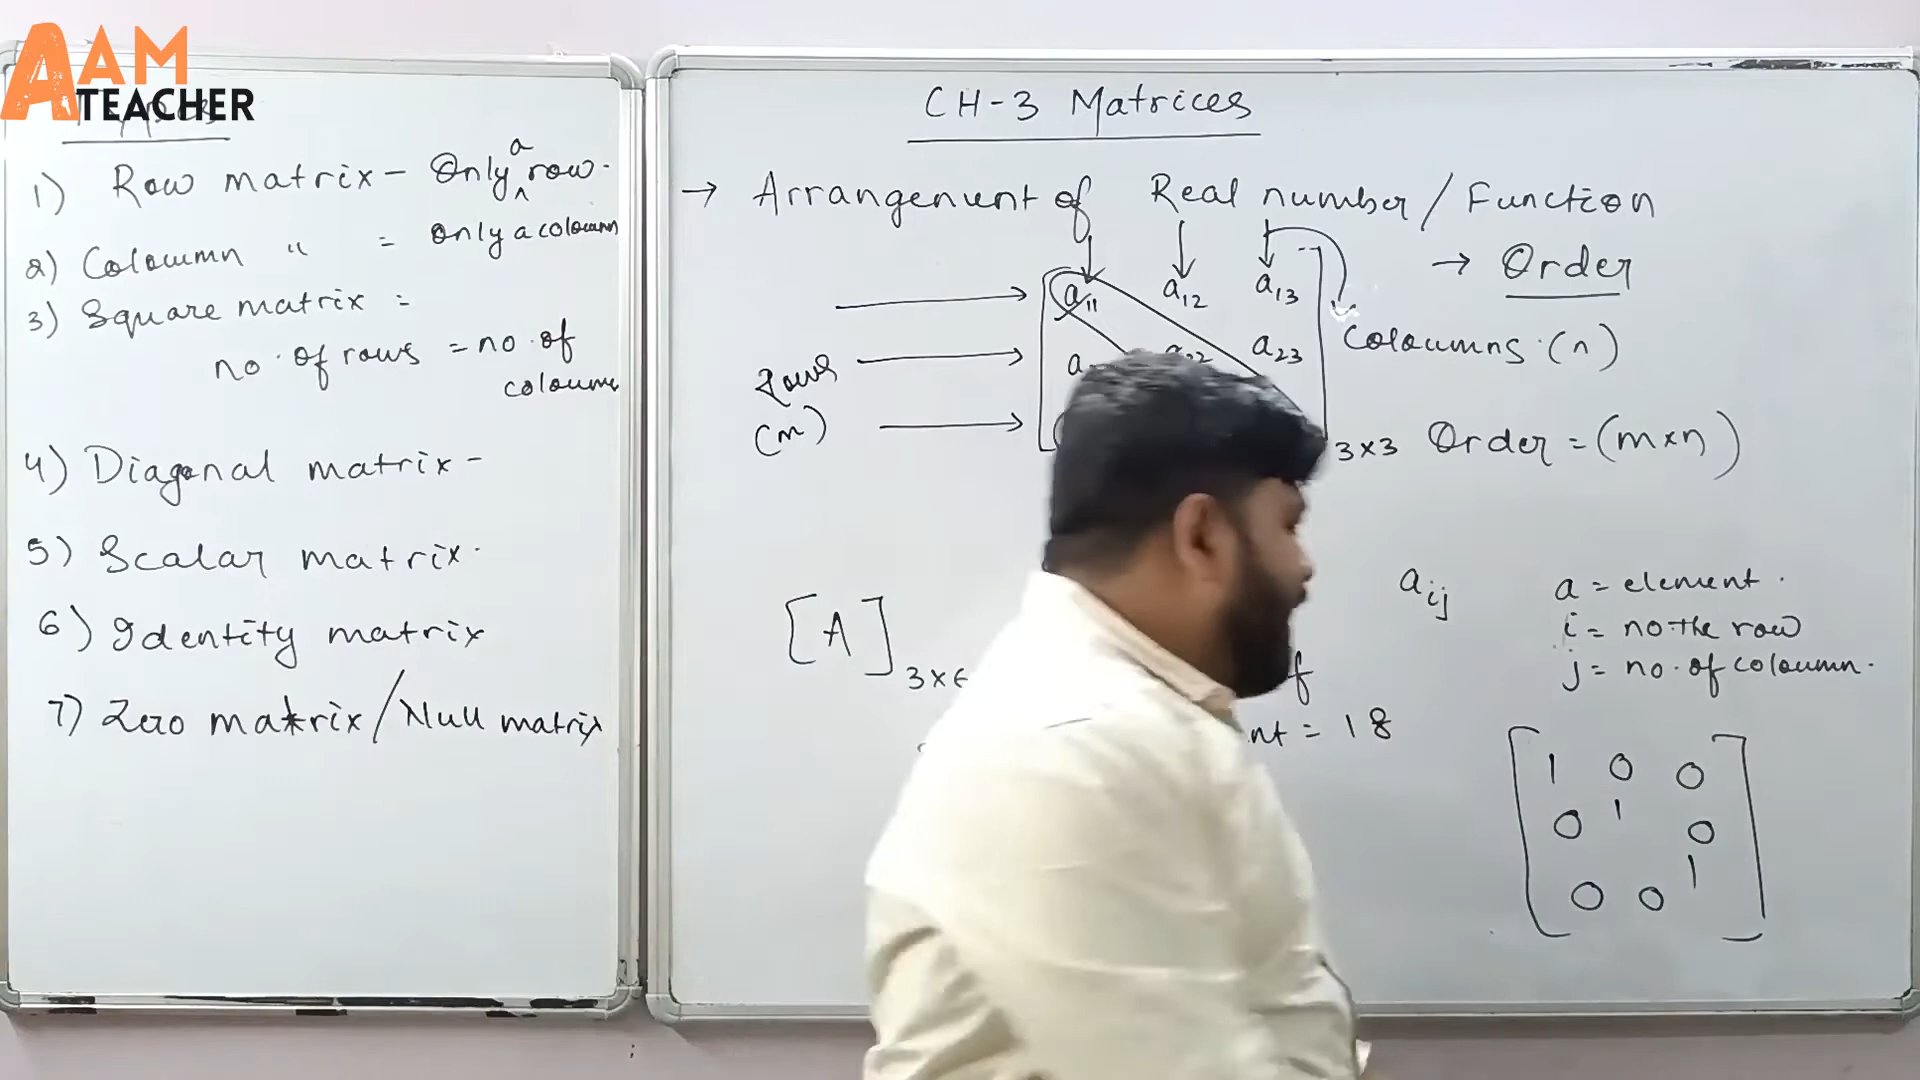 AAM
TEACHER
1) Row matrix - Only a row.
2) Coloumn " = only a coloumn
3) Square matrix =
no. of rows = no. of
coloumn
4) Diagonal matrix -
5) Scalar matrix.
6) Identity matrix
7) Zero matrix / Null matrix
CH-3 Matrices
→ Arrangement of Real number / Function
→ Order
a11 a12 a13
a22 a23
Coloumns (n)
Rows
(m)
3×3 Order = (m×n)
aij a = element.
i = no the row
j = no. of coloumn.
[A] 3×6
= 18
1 0 0
0 1 0
0 0 1